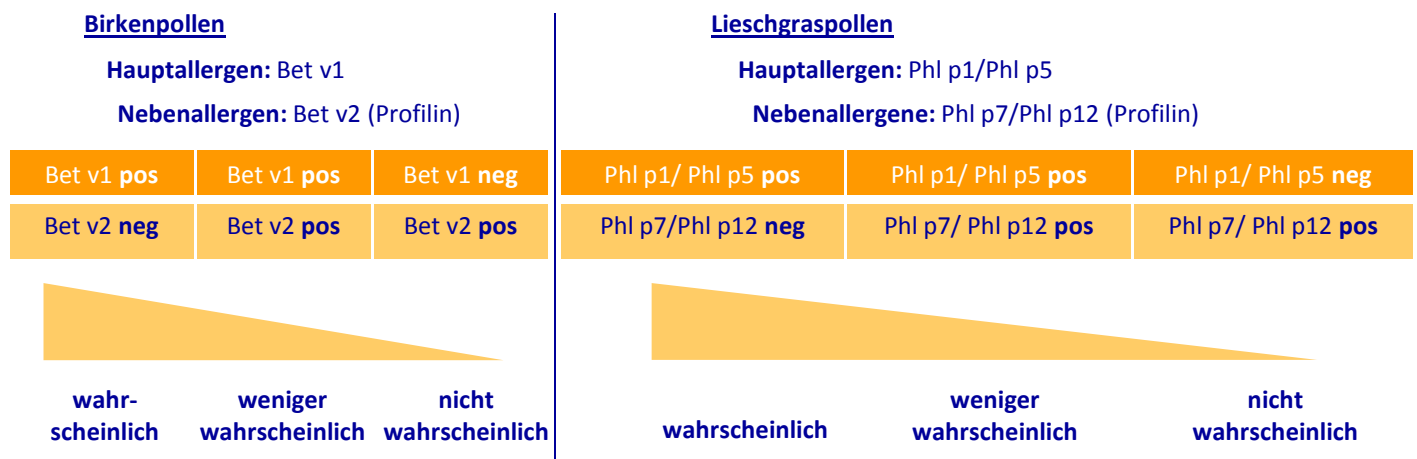 Birkenpollen
Hauptallergen: Bet v1
Nebenallergen: Bet v2 (Profilin)
Bet v1 pos
Bet v1 pos
Bet v1 neg
Bet v2 neg
Bet v2 pos
Bet v2 pos
wahr-
scheinlich
weniger
wahrscheinlich
nicht
wahrscheinlich
Lieschgraspollen
Hauptallergen: Phl p1/Phl p5
Nebenallergene: Phl p7/Phl p12 (Profilin)
Phl p1/ Phl p5 pos
Phl p1/ Phl p5 pos
Phl p1/ Phl p5 neg
Phl p7/Phl p12 neg
Phl p7/ Phl p12 pos
Phl p7/ Phl p12 pos
wahrscheinlich
weniger
wahrscheinlich
nicht
wahrscheinlich